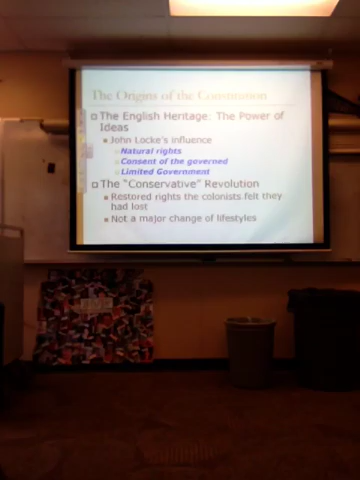 The Origins of the Constitution
The English Heritage: The Power of
Ideas
John Locke's influence
Natural rights
Consent of the governed
Limited Government
The "Conservative" Revolution
Restored rights the colonists felt they
had lost
Not a major change of lifestyles